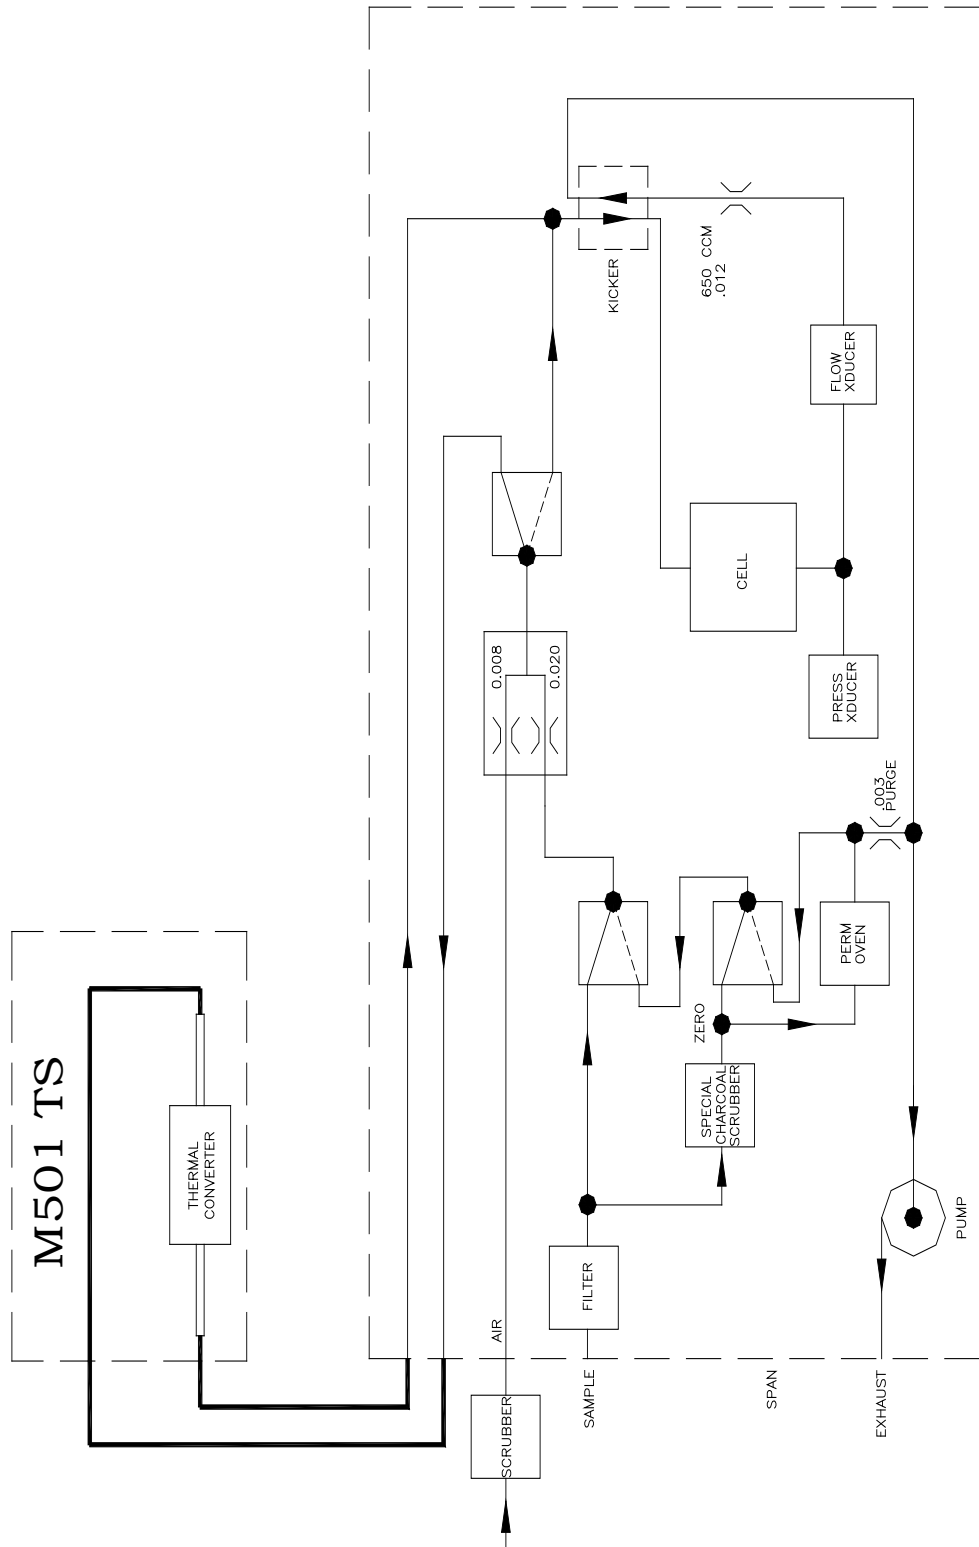 M501 TS
THERMAL
CONVERTER
SCRUBBER
AIR
SAMPLE
SPAN
EXHAUST
FILTER
PUMP
SPECIAL
CHARCOAL
SCRUBBER
ZERO
PERM
OVEN
.003
PURGE
0.008
0.020
PRESS
XDUCER
CELL
FLOW
XDUCER
KICKER
650 CCM
.012